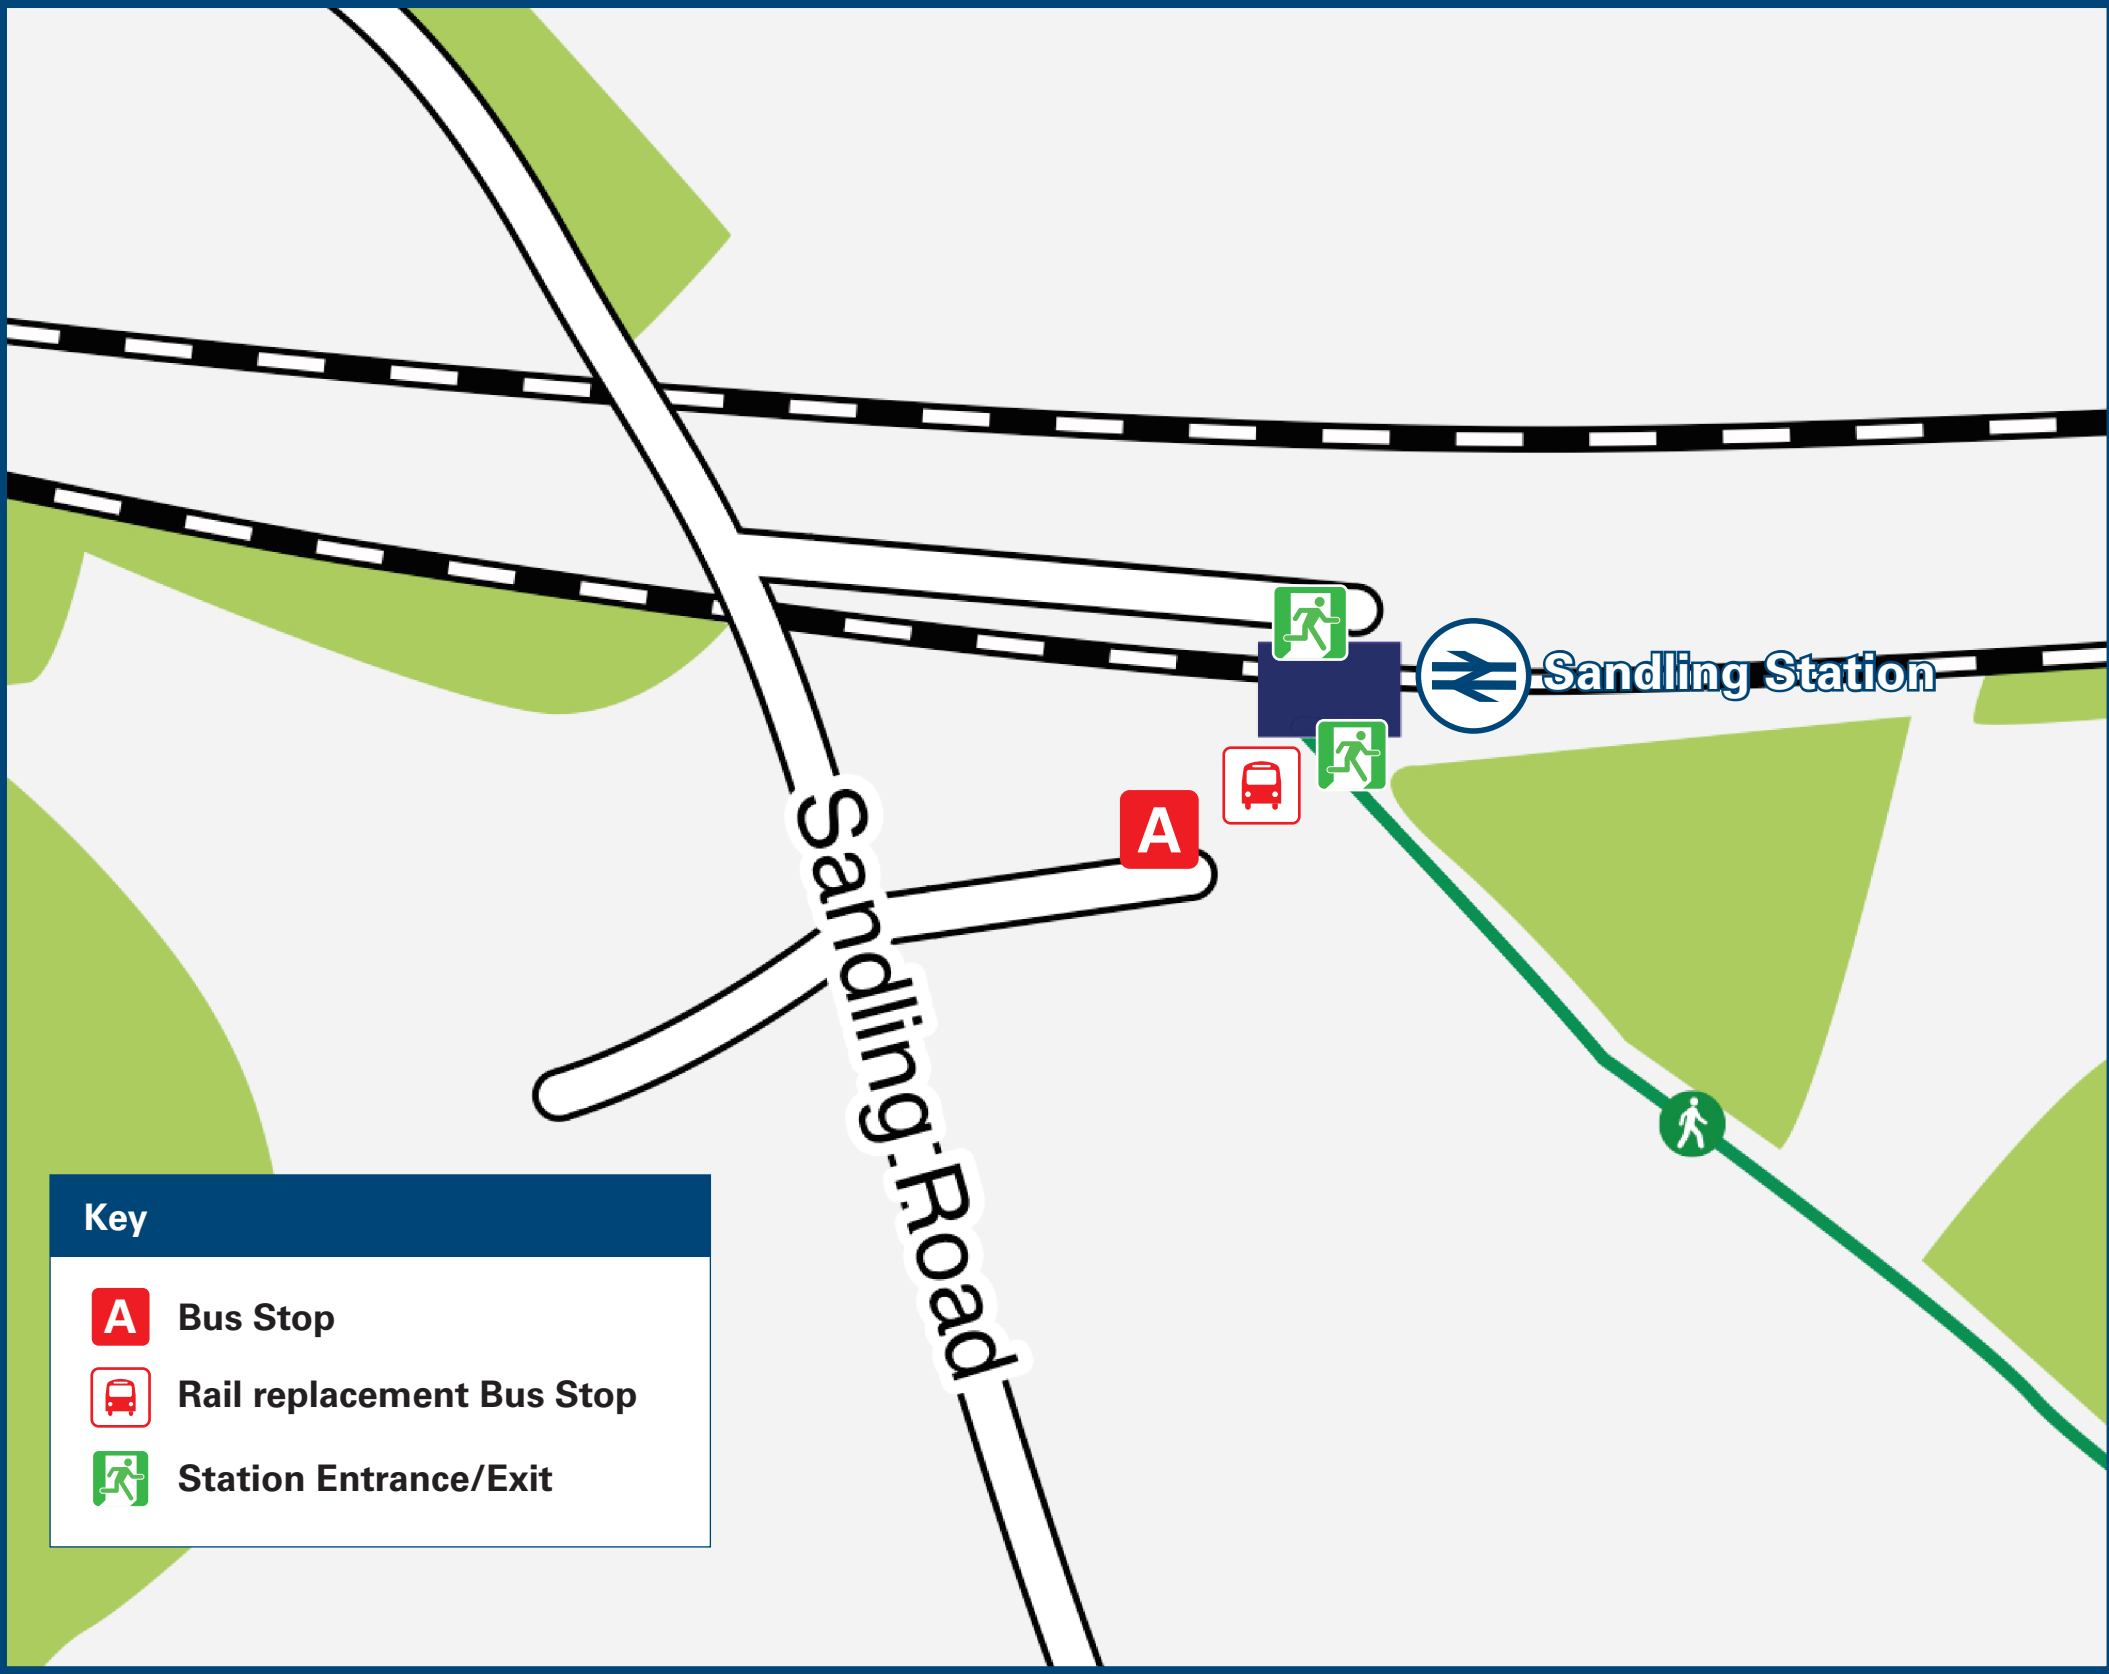 Sandling Station
A
Sandling Road
Key
A Bus Stop
Rail replacement Bus Stop
Station Entrance/Exit